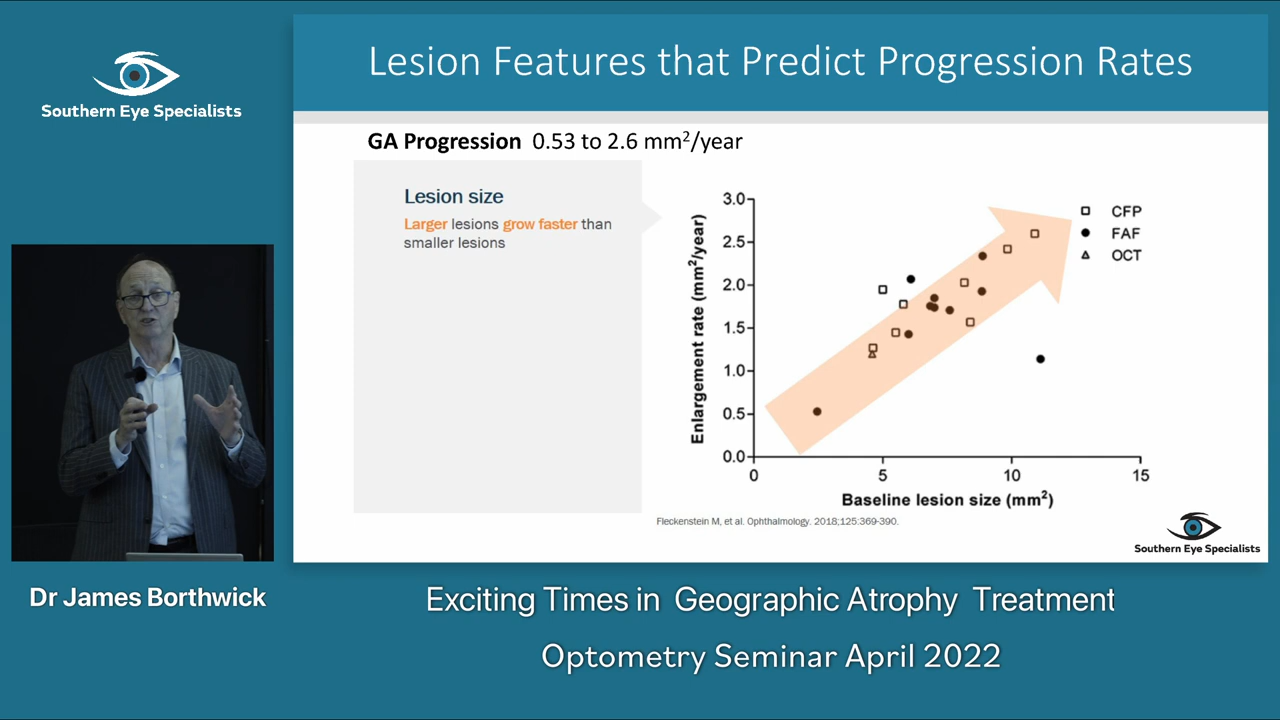 Southern Eye Specialists
Lesion Features that Predict Progression Rates
GA Progression 0.53 to 2.6 mm²/year
Lesion size
Larger lesions grow faster than
smaller lesions
Enlargement rate (mm²/year)
3.0
2.5
2.0
1.5
1.0
0.5
0.0
0
5
10
15
Baseline lesion size (mm²)
CFP
FAF
OCT
Fleckenstein M, et al. Ophthalmology. 2018;125:369-390.
Southern Eye Specialists
Dr James Borthwick
Exciting Times in Geographic Atrophy Treatment
Optometry Seminar April 2022